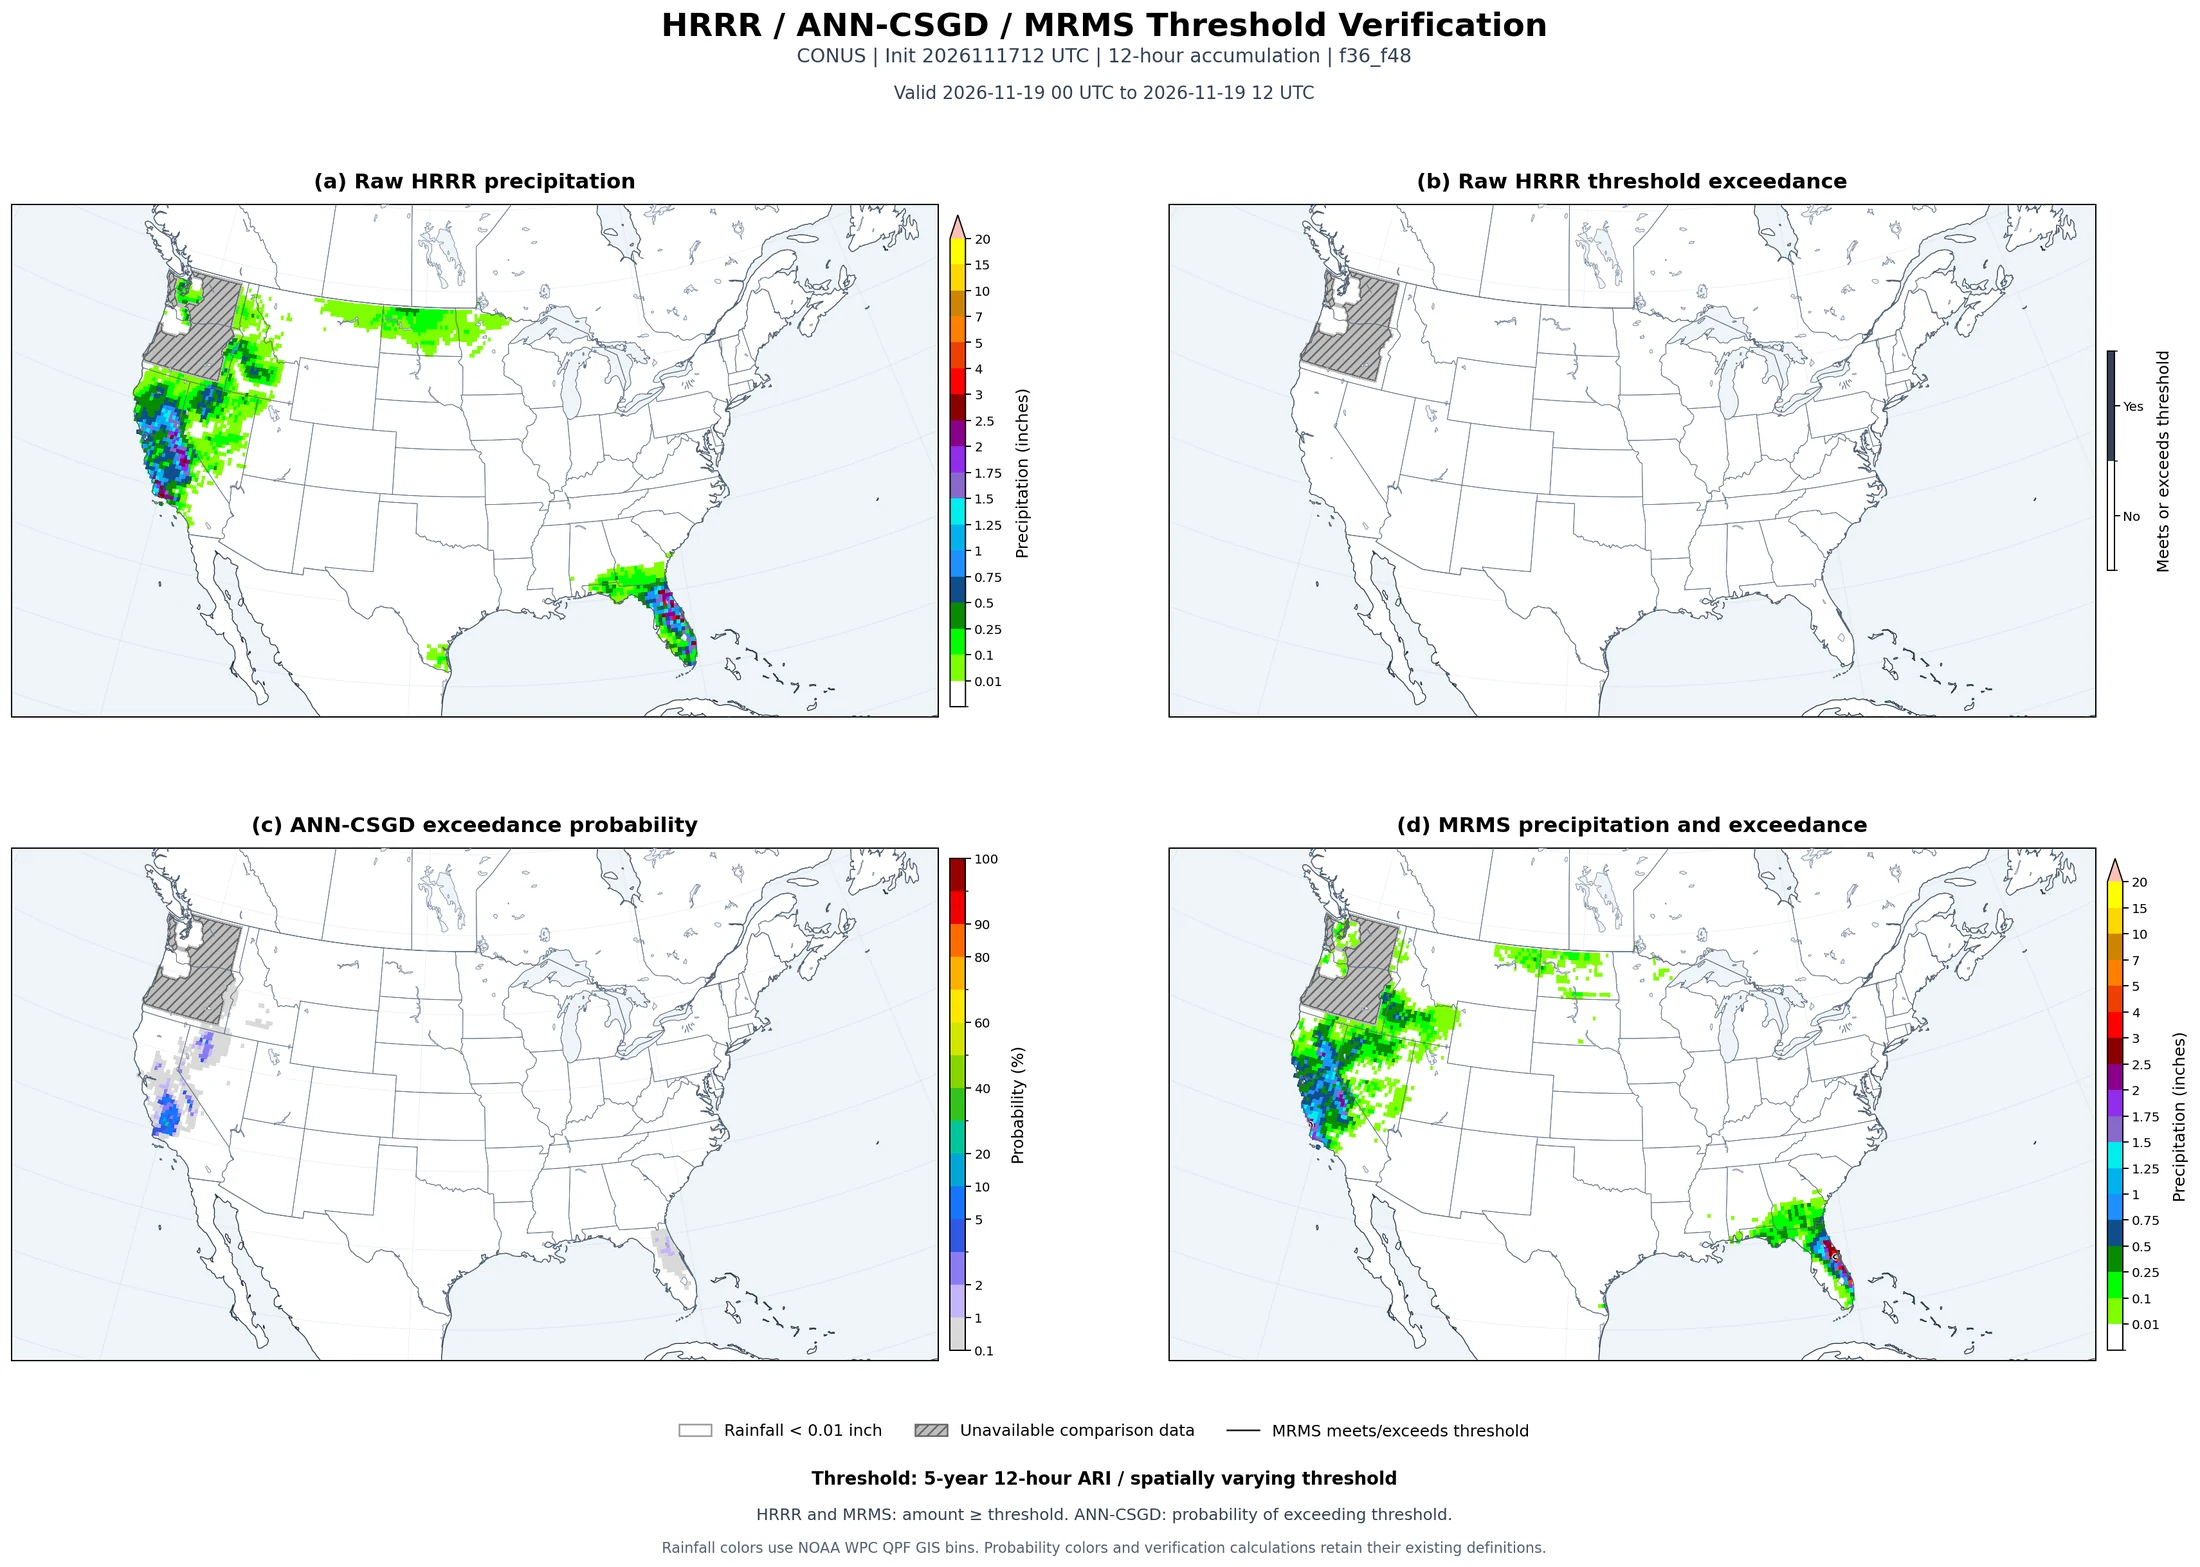 HRRR / ANN-CSGD / MRMS Threshold Verification
CONUS | Init 2026111712 UTC | 12-hour accumulation | f36_f48
Valid 2026-11-19 00 UTC to 2026-11-19 12 UTC
(a) Raw HRRR precipitation
20
15
10
7
5
4
3
2.5
2
1.75
1.5
1.25
1
0.75
0.5
0.25
0.1
0.01
Precipitation (inches)
(b) Raw HRRR threshold exceedance
Yes
No
Meets or exceeds threshold
(c) ANN-CSGD exceedance probability
100
90
80
60
40
20
10
5
2
1
0.1
Probability (%)
(d) MRMS precipitation and exceedance
20
15
10
7
5
4
3
2.5
2
1.75
1.5
1.25
1
0.75
0.5
0.25
0.1
0.01
Precipitation (inches)
Rainfall < 0.01 inch
Unavailable comparison data
MRMS meets/exceeds threshold
Threshold: 5-year 12-hour ARI / spatially varying threshold
HRRR and MRMS: amount ≥ threshold. ANN-CSGD: probability of exceeding threshold.
Rainfall colors use NOAA WPC QPF GIS bins. Probability colors and verification calculations retain their existing definitions.